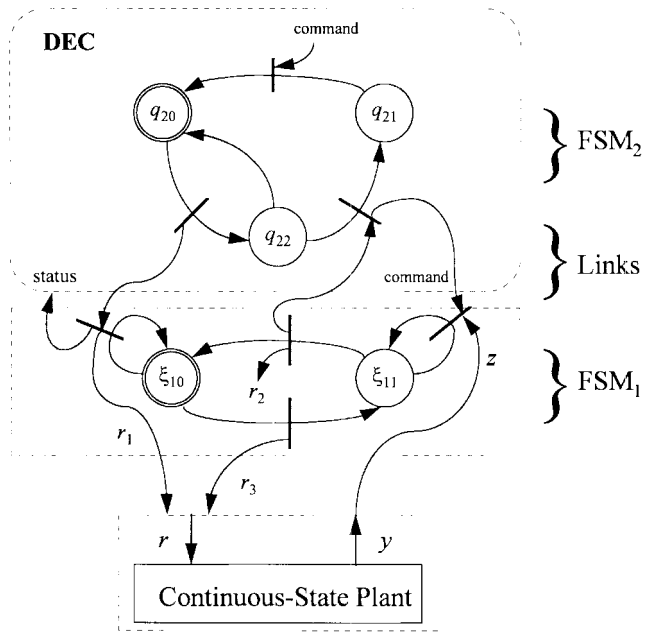 command
DEC
q20
q21
} FSM2
q22
} Links
status
command
ξ10
ξ11
z
} FSM1
r2
r1
r3
r
y
Continuous-State Plant